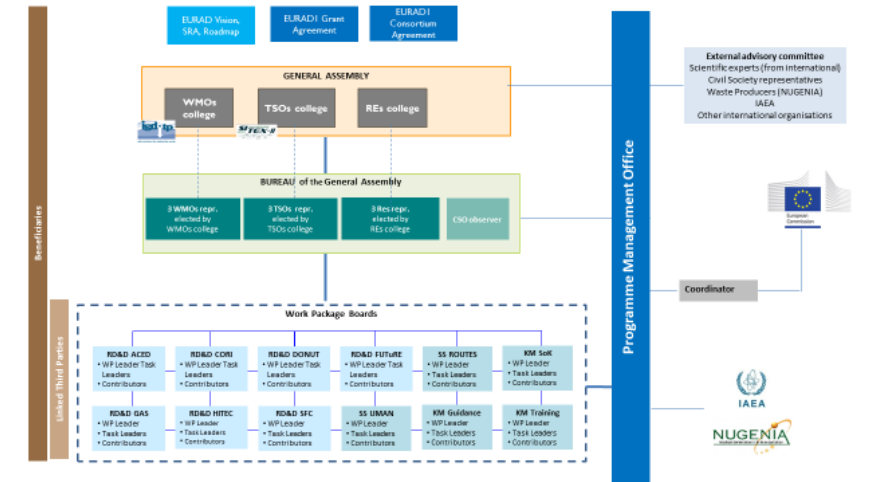 EURAD Vision,
SRA, Roadmap
EURAD I Grant
Agreement
EURAD I
Consortium
Agreement
GENERAL ASSEMBLY
WMOs
college
TSOs college
REs college
BUREAU of the General Assembly
3 WMOs repr.
elected by
WMOs college
3 TSOs repr.
elected by
TSOs college
3 Res repr.
elected by
REs college
CSO observer
Beneficiaries
Linked Third Parties
Work Package Boards
RD&D ACED
• WP Leader Task
Leaders
• Contributors
RD&D CORI
• WP Leader Task
Leaders
• Contributors
RD&D DONUT
• WP Leader Task
Leaders
• Contributors
RD&D FUTuRE
• WP Leader Task
Leaders
• Contributors
SS ROUTES
• WP Leader
• Task Leaders
• Contributors
KM SoK
• WP Leader
• Task Leaders
• Contributors
RD&D GAS
• WP Leader
• Task Leaders
• Contributors
RD&D HITEC
• WP Leader
• Task Leaders
• Contributors
RD&D SFC
• WP Leader
• Task Leaders
• Contributors
SS UMAN
• WP Leader
• Task Leaders
• Contributors
KM Guidance
• WP Leader
• Task Leaders
• Contributors
KM Training
• WP Leader
• Task Leaders
• Contributors
Programme Management Office
External advisory committee
Scientific experts (from international)
Civil Society representatives
Waste Producers (NUGENIA)
IAEA
Other international organisations
European
Commission
Coordinator
IAEA
NUGENIA